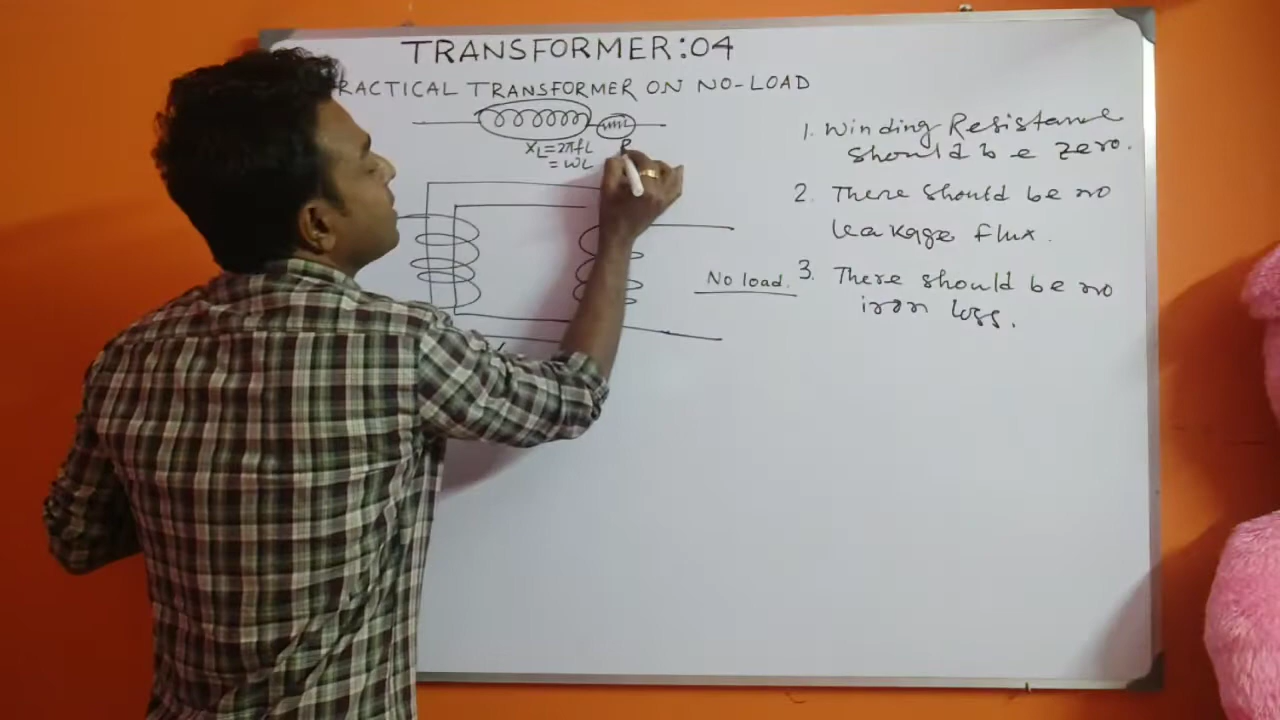 TRANSFORMER:04
RACTICAL TRANSFORMER ON NO-LOAD
XL=2πfL
=WL
R
1. Winding Resistance
should be zero.
2. There should be no
leakage flux.
No load.
3. There should be no
iron loss.